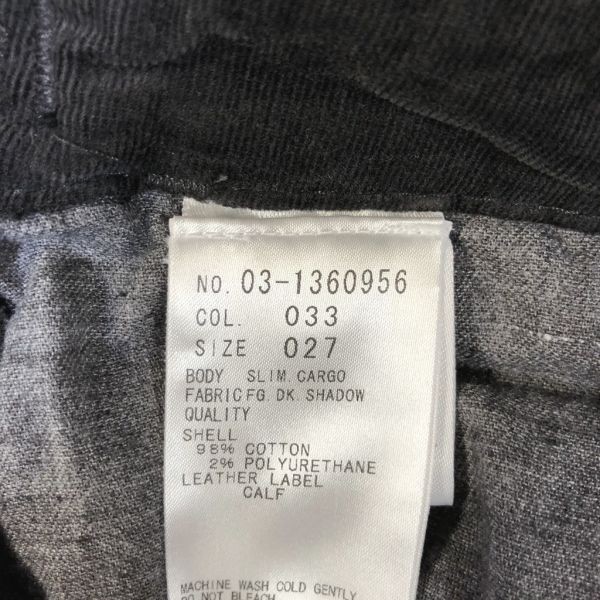 NO. 03-1360956
COL. 033
SIZE 027
BODY SLIM. CARGO
FABRIC FG. DK. SHADOW
QUALITY
SHELL
98% COTTON
2% POLYURETHANE
LEATHER LABEL
CALF
MACHINE WASH COLD GENTLY
DO NOT BLEACH